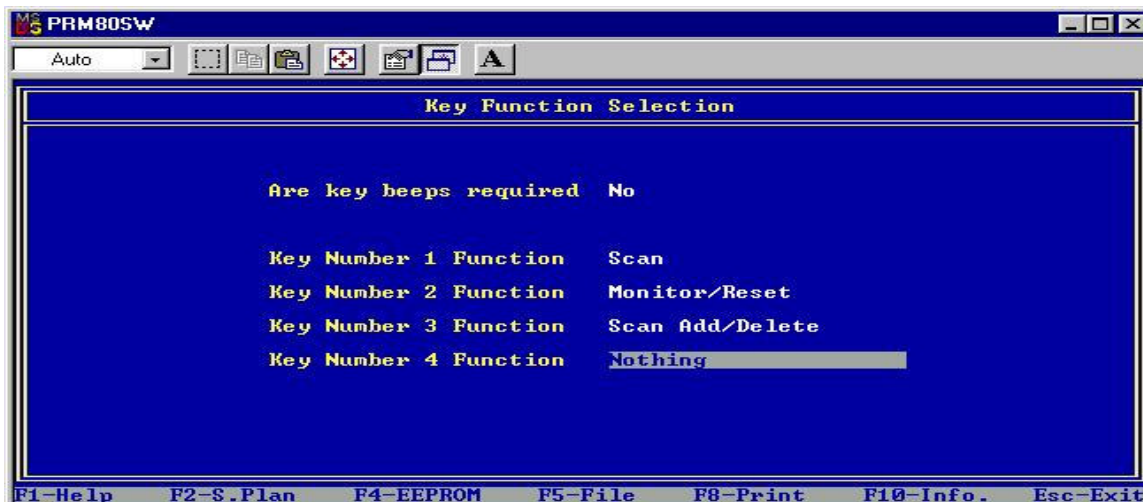 PRM80SW
Auto A
Key Function Selection
Are key beeps required No
Key Number 1 Function Scan
Key Number 2 Function Monitor/Reset
Key Number 3 Function Scan Add/Delete
Key Number 4 Function Nothing
F1-Help F2-S.Plan F4-EEPROM F5-File F8-Print F10-Info. Esc-Exit